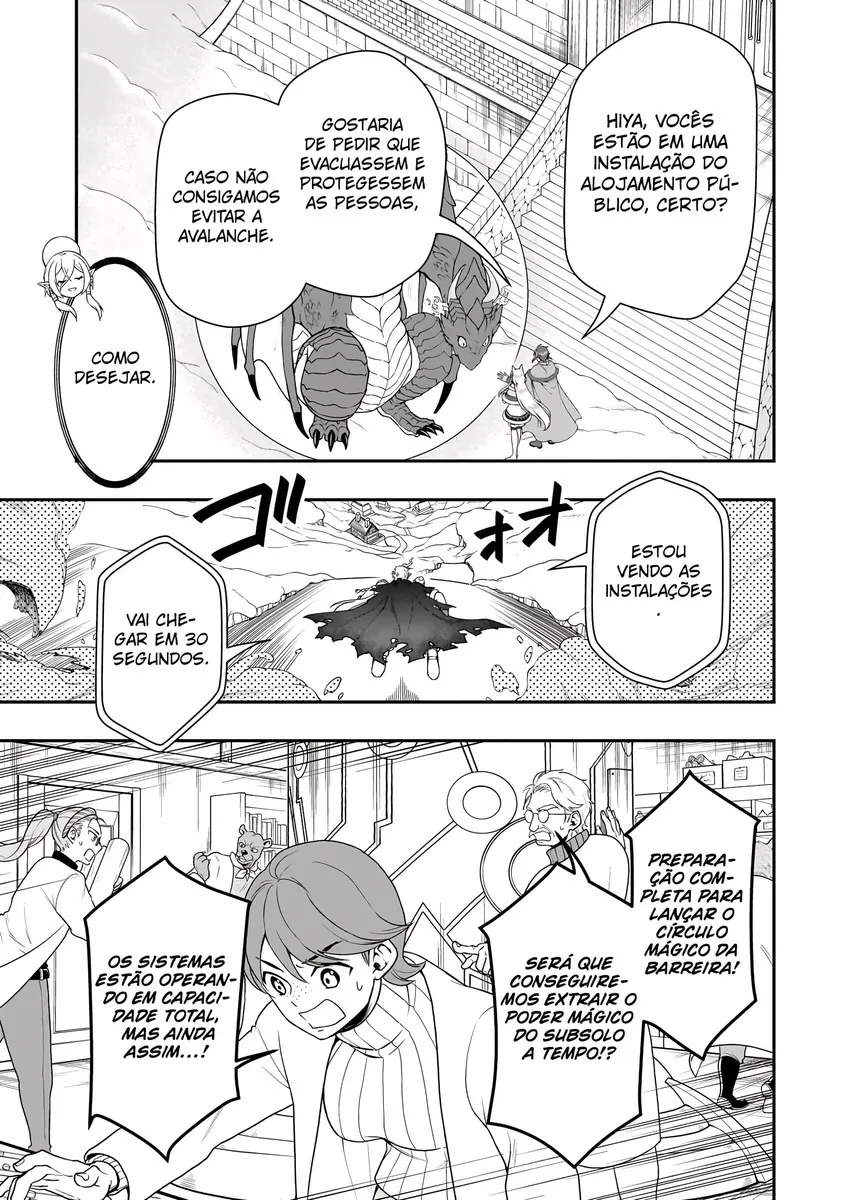 HIYA, VOCÊS
ESTÃO EM UMA
INSTALAÇÃO DO
ALOJAMENTO PÚ-
BLICO, CERTO?
GOSTARIA
DE PEDIR QUE
EVACUASSEM E
PROTEGESSEM
AS PESSOAS,
CASO NÃO
CONSIGAMOS
EVITAR A
AVALANCHE.
COMO
DESEJAR.
ゴ
オォ
ESTOU
VENDO AS
INSTALAÇÕES
.
VAI CHE-
GAR EM 30
SEGUNDOS.
PREPARA-
ÇÃO COM-
PLETA PARA
LANÇAR O
CÍRCULO
MÁGICO DA
BARREIRA!
SERÁ QUE
CONSEGUIRE-
MOS EXTRAIR O
PODER MÁGICO
DO SUBSOLO
A TEMPO!?
OS SISTEMAS
ESTÃO OPERAN-
DO EM CAPACI-
DADE TOTAL,
MAS AINDA
ASSIM...!